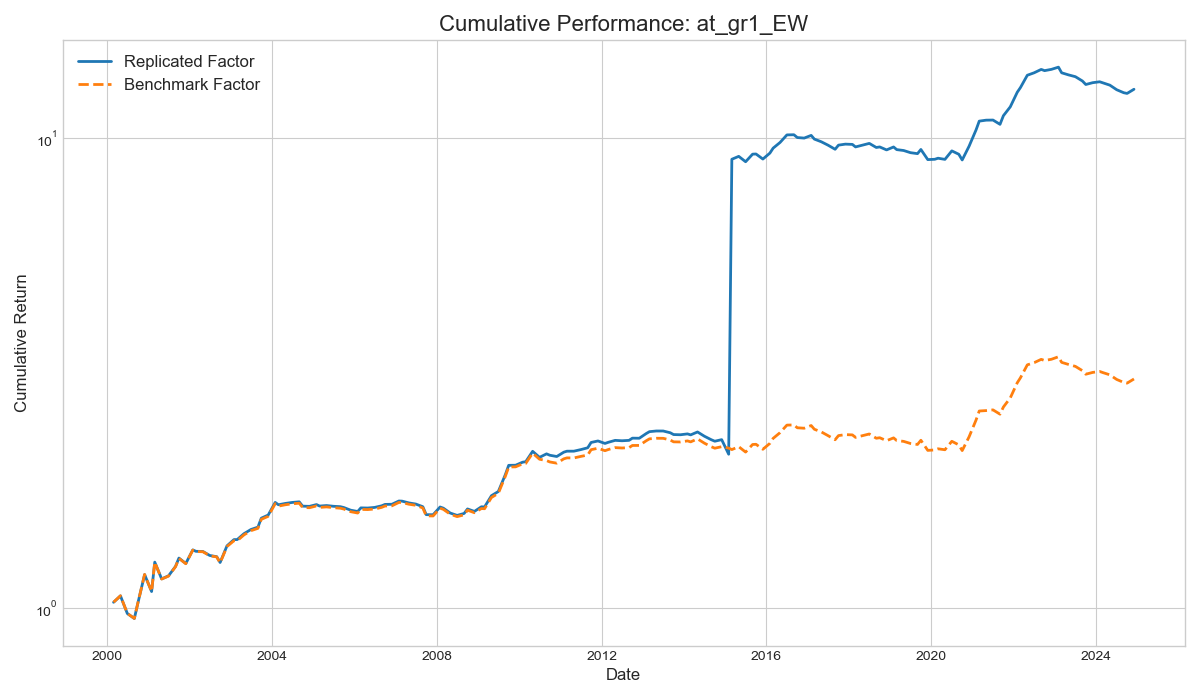 Cumulative Performance: at_gr1_EW
Replicated Factor
Benchmark Factor
Cumulative Return
10^1
10^0
2000 2004 2008 2012 2016 2020 2024
Date